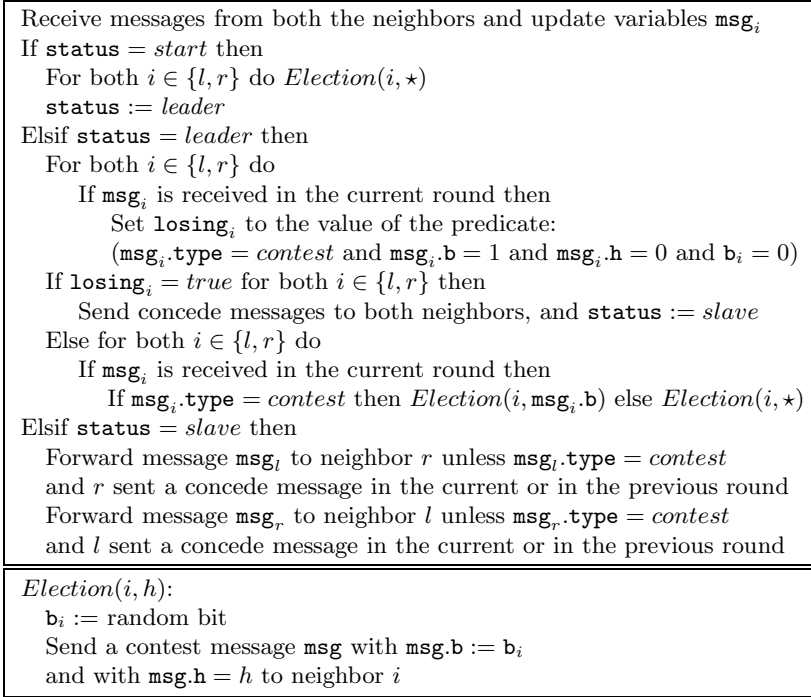 Receive messages from both the neighbors and update variables msg_i
If status = start then
For both i ∈ {l, r} do Election(i, ⋆)
status := leader
Elsif status = leader then
For both i ∈ {l, r} do
If msg_i is received in the current round then
Set losing_i to the value of the predicate:
(msg_i.type = contest and msg_i.b = 1 and msg_i.h = 0 and b_i = 0)
If losing_i = true for both i ∈ {l, r} then
Send concede messages to both neighbors, and status := slave
Else for both i ∈ {l, r} do
If msg_i is received in the current round then
If msg_i.type = contest then Election(i, msg_i.b) else Election(i, ⋆)
Elsif status = slave then
Forward message msg_l to neighbor r unless msg_l.type = contest
and r sent a concede message in the current or in the previous round
Forward message msg_r to neighbor l unless msg_r.type = contest
and l sent a concede message in the current or in the previous round
Election(i, h):
b_i := random bit
Send a contest message msg with msg.b := b_i
and with msg.h = h to neighbor i